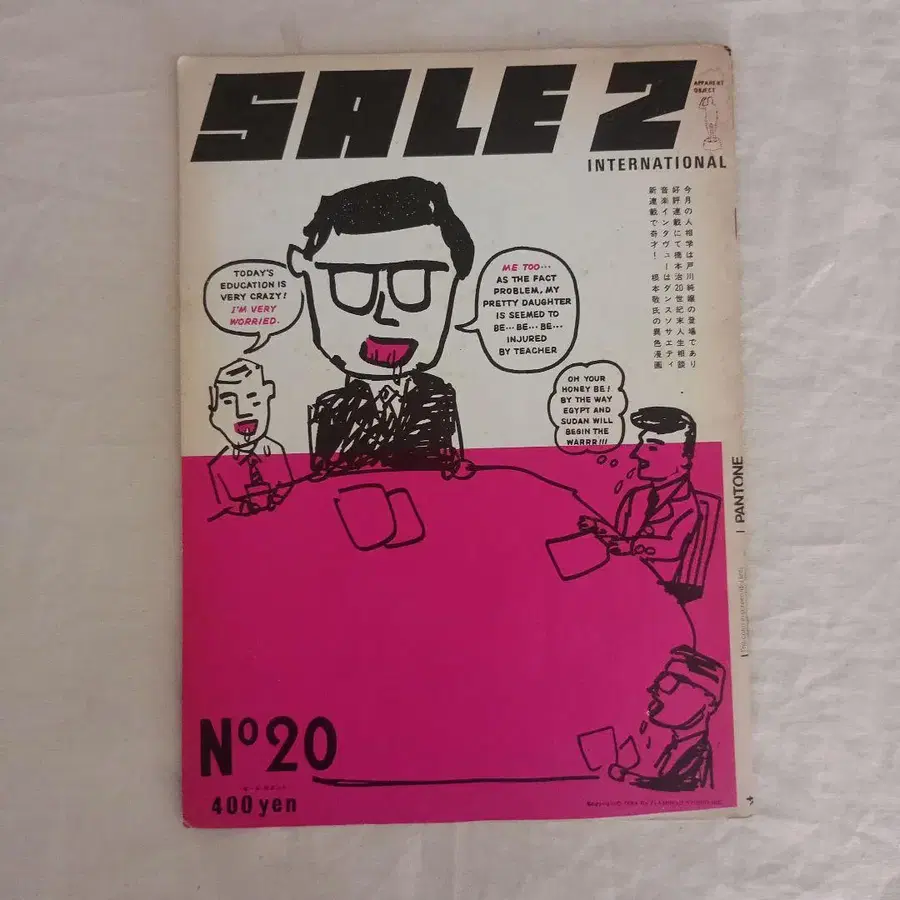 SALE2
APPARENT
OBJECT
INTERNATIONAL
今月の人相学は戸川純嬢の登場であり
好評連載にて橋本治20世紀末人生相談
音楽インタヴューはダンスソサエティ
新連載で奇才！根本敬氏の異色漫画
TODAY'S
EDUCATION IS
VERY CRAZY!
I'M VERY
WORRIED.
ME TOO...
AS THE FACT
PROBLEM, MY
PRETTY DAUGHTER
IS SEEMED TO
BE... BE... BE...
INJURED
BY TEACHER
OH YOUR
HONEY BE!
BY THE WAY
EGYPT AND
SUDAN WILL
BEGIN THE
WARRR!!!
PANTONE
Nº20
400yen